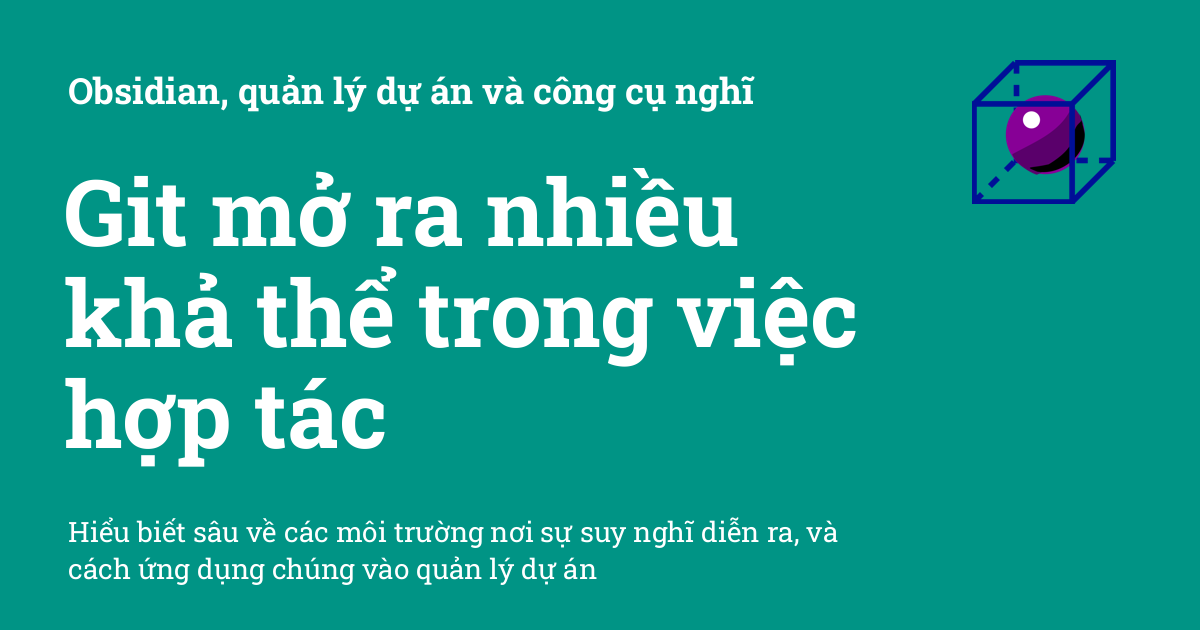 Obsidian, quản lý dự án và công cụ nghĩ
Git mở ra nhiều
khả thể trong việc
hợp tác
Hiểu biết sâu về các môi trường nơi sự suy nghĩ diễn ra, và
cách ứng dụng chúng vào quản lý dự án